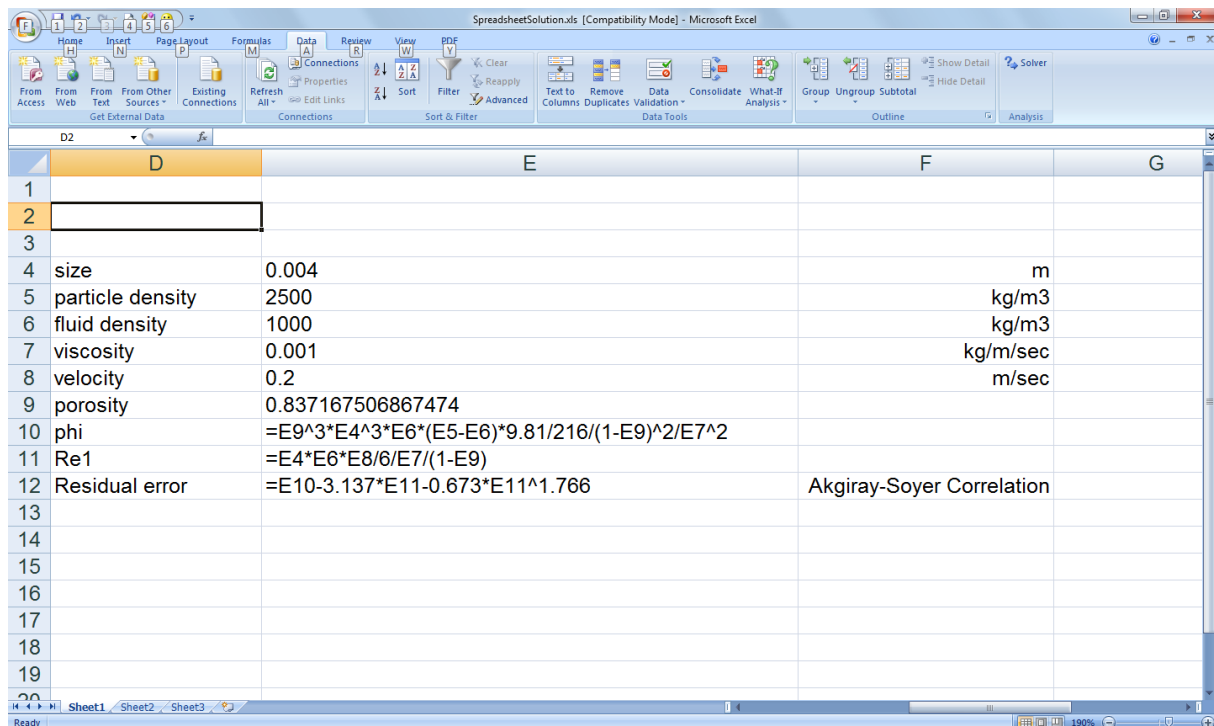 SpreadsheetSolution.xls [Compatibility Mode] - Microsoft Excel
F 1 2 3 4 5 6
Home Insert Page Layout Formulas Data Review View PDF
H N P M A R W Y
From Access
From Web
From Text
From Other Sources
Existing Connections
Get External Data
Refresh All
Connections
Properties
Edit Links
Connections
Sort
Filter
Clear
Reapply
Advanced
Sort & Filter
Text to Columns
Remove Duplicates
Data Validation
Consolidate
What-If Analysis
Data Tools
Group Ungroup Subtotal
Show Detail
Hide Detail
Outline
Solver
Analysis
D2 fx
D E F G
1
2
3
4 size 0.004 m
5 particle density 2500 kg/m3
6 fluid density 1000 kg/m3
7 viscosity 0.001 kg/m/sec
8 velocity 0.2 m/sec
9 porosity 0.837167506867474
10 phi =E9^3*E4^3*E6*(E5-E6)*9.81/216/(1-E9)^2/E7^2
11 Re1 =E4*E6*E8/6/E7/(1-E9)
12 Residual error =E10-3.137*E11-0.673*E11^1.766 Akgiray-Soyer Correlation
13
14
15
16
17
18
19
20
Sheet1 Sheet2 Sheet3
Ready 190%